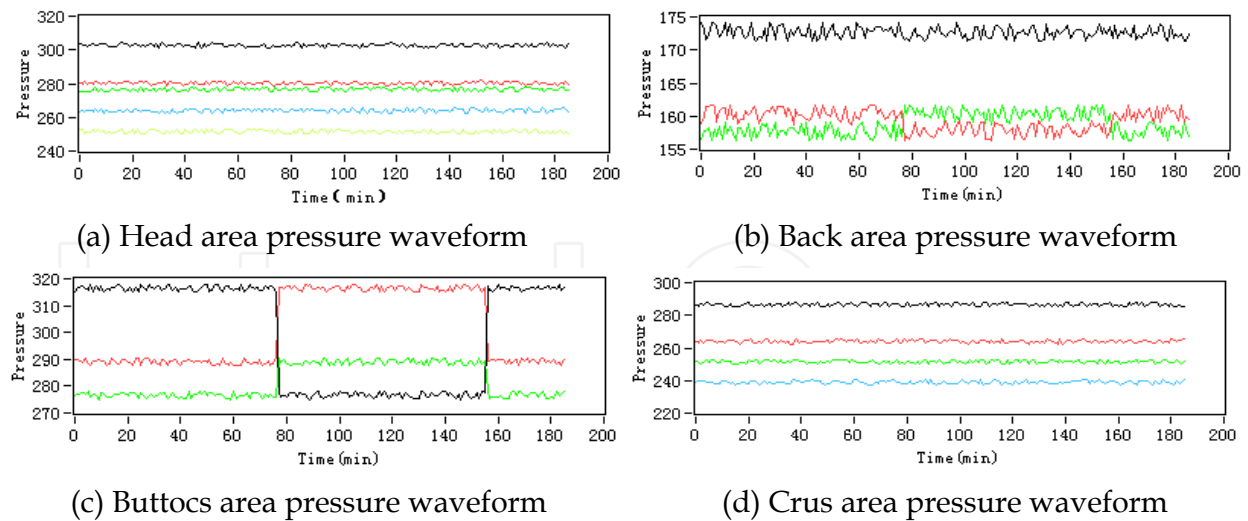 320
300
280
260
240
Pressure
0 20 40 60 80 100 120 140 160 180 200
Time( min)
(a) Head area pressure waveform
175
170
165
160
155
Pressure
0 20 40 60 80 100 120 140 160 180 200
Time(min)
(b) Back area pressure waveform
320
310
300
290
280
270
Pressure
0 20 40 60 80 100 120 140 160 180 200
Time(min)
(c) Buttocs area pressure waveform
300
280
260
240
220
Pressure
0 20 40 60 80 100 120 140 160 180 200
Time(min)
(d) Crus area pressure waveform